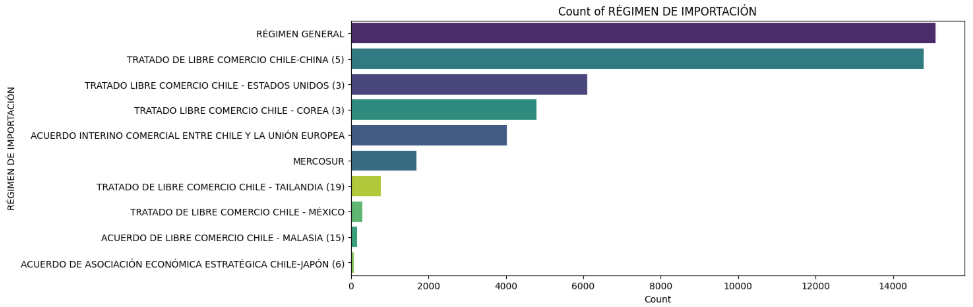 Count of RÉGIMEN DE IMPORTACIÓN
RÉGIMEN DE IMPORTACIÓN
RÉGIMEN GENERAL
TRATADO DE LIBRE COMERCIO CHILE-CHINA (5)
TRATADO LIBRE COMERCIO CHILE - ESTADOS UNIDOS (3)
TRATADO LIBRE COMERCIO CHILE - COREA (3)
ACUERDO INTERINO COMERCIAL ENTRE CHILE Y LA UNIÓN EUROPEA
MERCOSUR
TRATADO DE LIBRE COMERCIO CHILE - TAILANDIA (19)
TRATADO DE LIBRE COMERCIO CHILE - MÉXICO
ACUERDO DE LIBRE COMERCIO CHILE - MALASIA (15)
ACUERDO DE ASOCIACIÓN ECONÓMICA ESTRATÉGICA CHILE-JAPÓN (6)
0 2000 4000 6000 8000 10000 12000 14000
Count